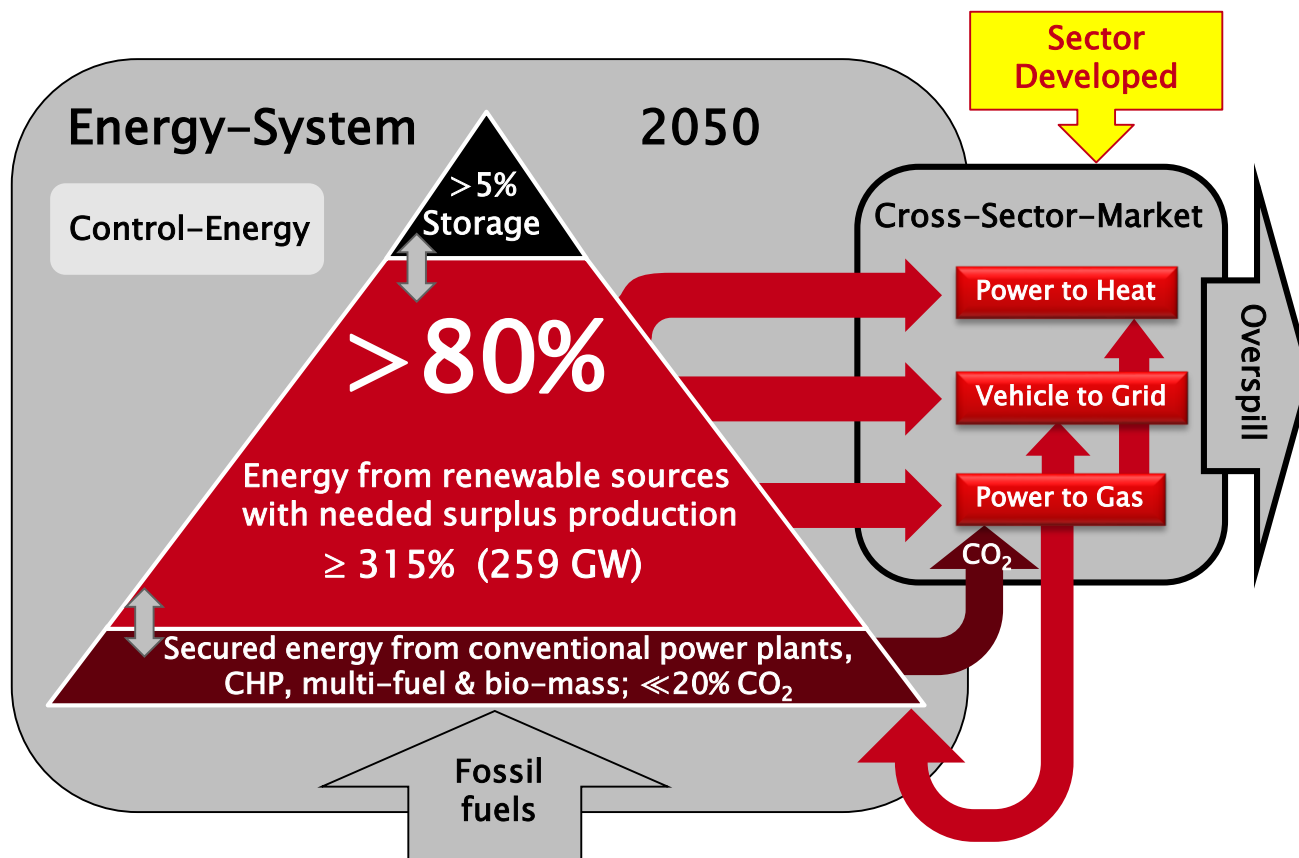 Sector
Developed
Energy-System 2050
>5%
Storage
Control-Energy
Cross-Sector-Market
Power to Heat
>80%
Vehicle to Grid
Overspill
Energy from renewable sources
with needed surplus production
≥ 315% (259 GW)
Power to Gas
CO₂
Secured energy from conventional power plants,
CHP, multi-fuel & bio-mass; ≪20% CO₂
Fossil
fuels